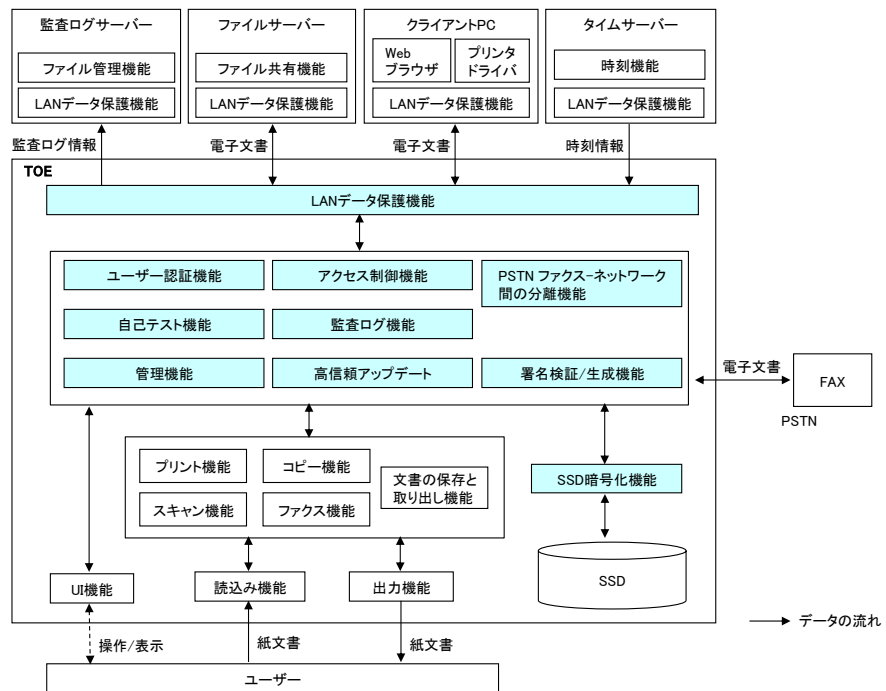 監査ログサーバー
ファイル管理機能
LANデータ保護機能
ファイルサーバー
ファイル共有機能
LANデータ保護機能
クライアントPC
Web
ブラウザ
プリンタ
ドライバ
LANデータ保護機能
タイムサーバー
時刻機能
LANデータ保護機能
監査ログ情報
電子文書
電子文書
時刻情報
TOE
LANデータ保護機能
ユーザー認証機能
アクセス制御機能
PSTN ファクス-ネットワーク
間の分離機能
自己テスト機能
監査ログ機能
管理機能
高信頼アップデート
署名検証/生成機能
電子文書
FAX
PSTN
プリント機能
コピー機能
文書の保存と
取り出し機能
スキャン機能
ファクス機能
SSD暗号化機能
SSD
UI機能
読込み機能
出力機能
操作/表示
紙文書
紙文書
データの流れ
ユーザー